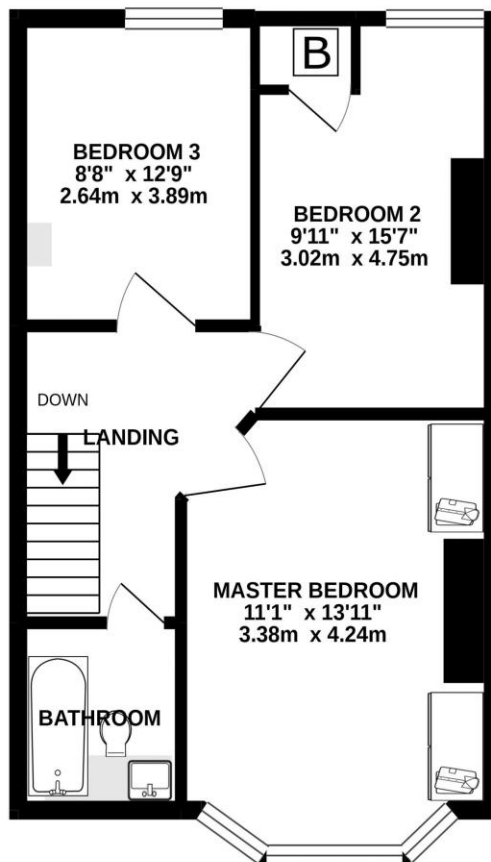 B
BEDROOM 3
8'8" x 12'9"
2.64m x 3.89m
BEDROOM 2
9'11" x 15'7"
3.02m x 4.75m
DOWN
LANDING
MASTER BEDROOM
11'1" x 13'11"
3.38m x 4.24m
BATHROOM